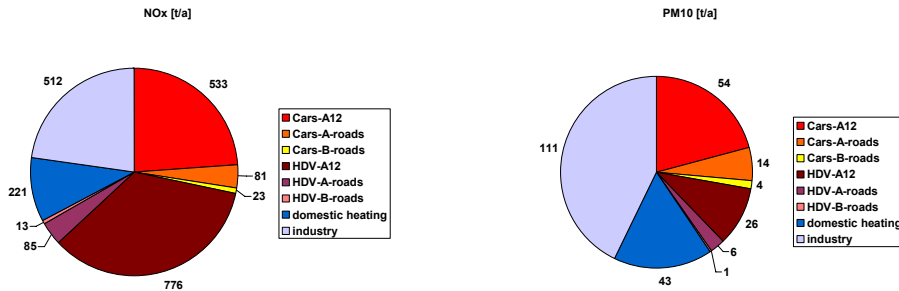 NOx [t/a]
533
81
23
776
85
13
221
512
Cars-A12
Cars-A-roads
Cars-B-roads
HDV-A12
HDV-A-roads
HDV-B-roads
domestic heating
industry
PM10 [t/a]
54
14
4
26
6
1
43
111
Cars-A12
Cars-A-roads
Cars-B-roads
HDV-A12
HDV-A-roads
HDV-B-roads
domestic heating
industry